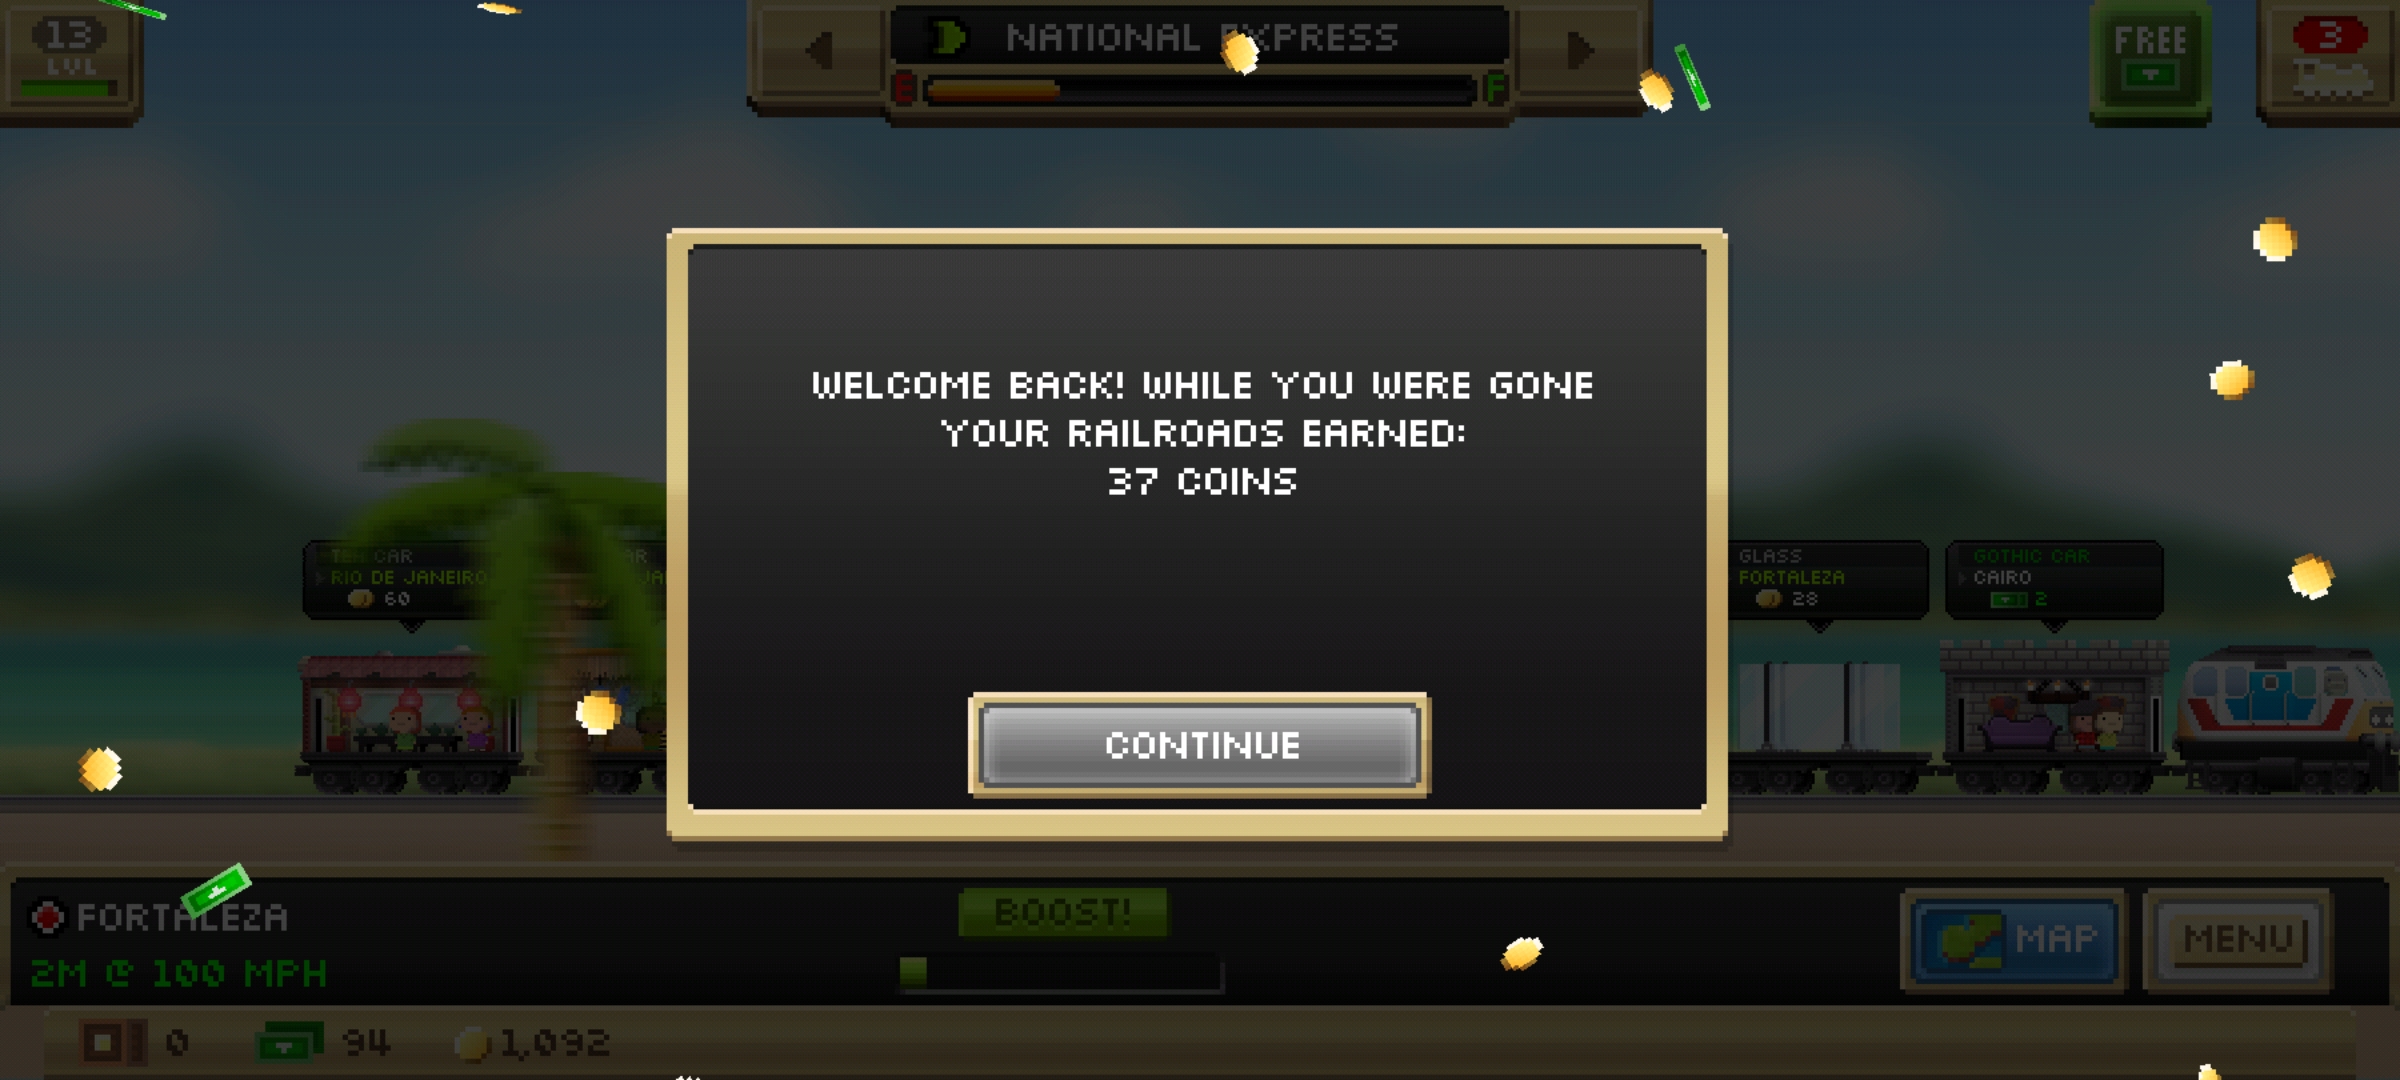 13
LVL
NATIONAL EXPRESS
E
F
FREE
3
WELCOME BACK! WHILE YOU WERE GONE
YOUR RAILROADS EARNED:
37 COINS
CAR
RIO DE JANEIRO
60
GLASS
FORTALEZA
28
GOTHIC CAR
CAIRO
2
CONTINUE
FORTALEZA
2M @ 100 MPH
BOOST!
MAP
MENU
0
94
1,092